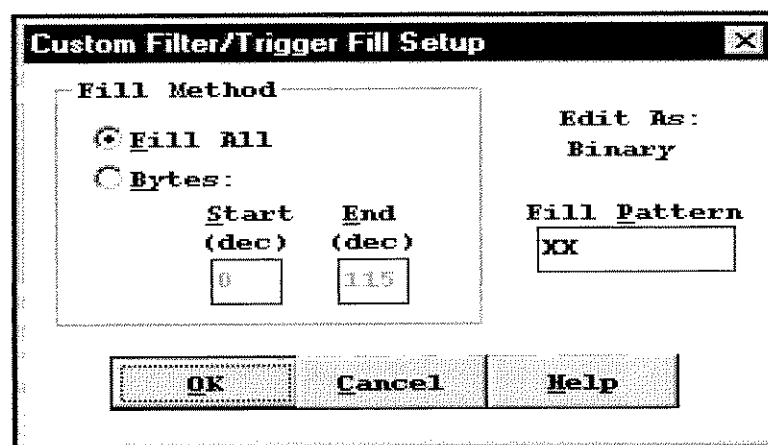 Custom Filter/Trigger Fill Setup
Fill Method
Fill All
Bytes:
Start
(dec)
End
(dec)
0
115
Edit As:
Binary
Fill Pattern
XX
OK
Cancel
Help